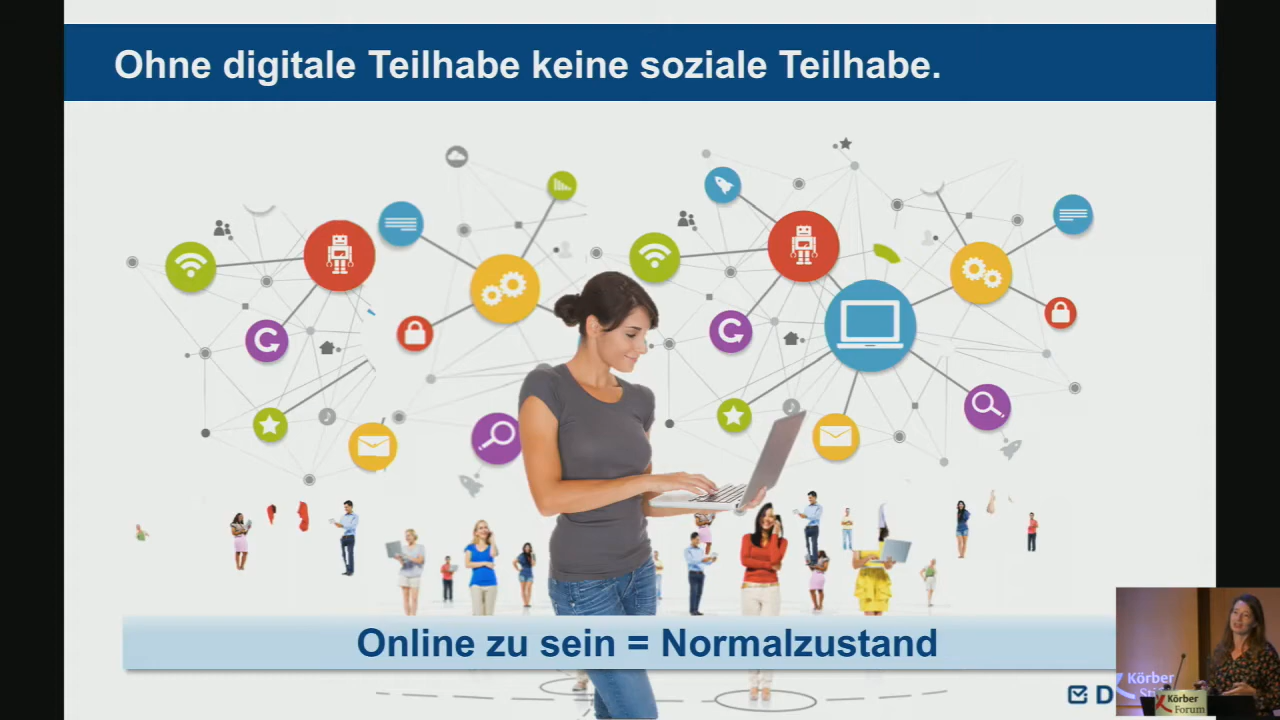 Ohne digitale Teilhabe keine soziale Teilhabe.
Online zu sein = Normalzustand
D
Körber
Körber
Forum